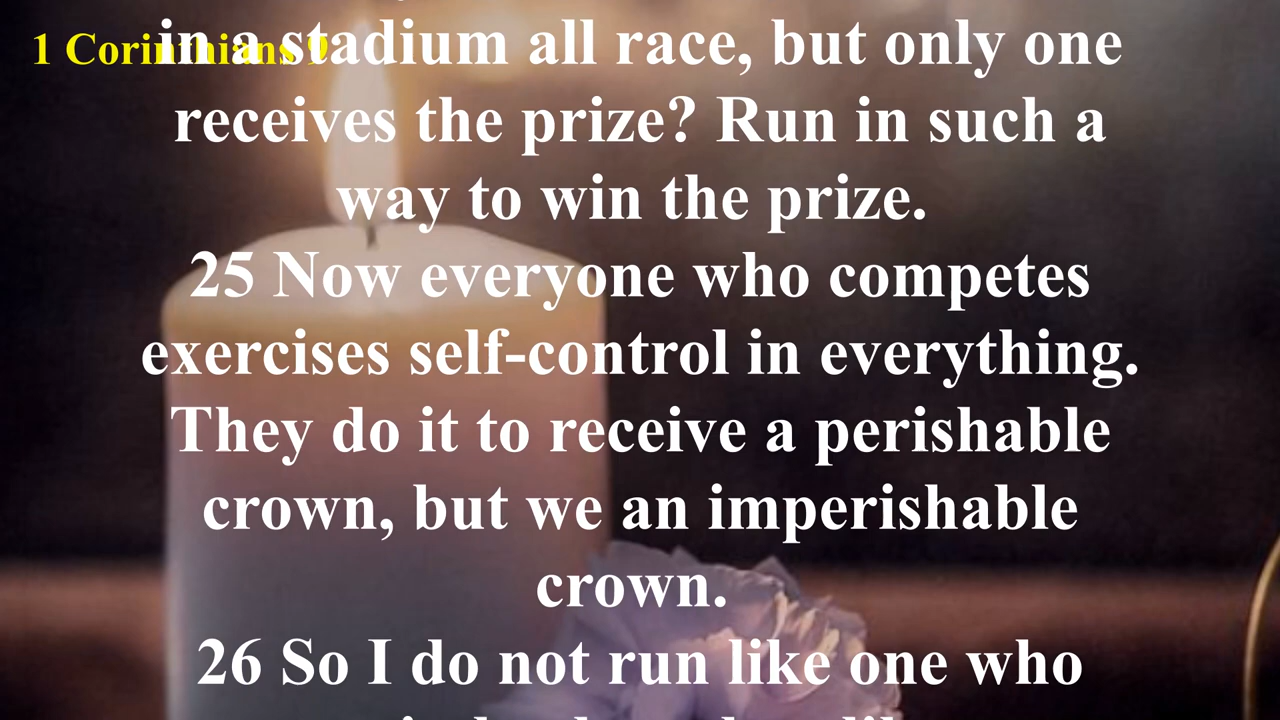 1 Corinthians 9
in a stadium all race, but only one
receives the prize? Run in such a
way to win the prize.
25 Now everyone who competes
exercises self-control in everything.
They do it to receive a perishable
crown, but we an imperishable
crown.
26 So I do not run like one who